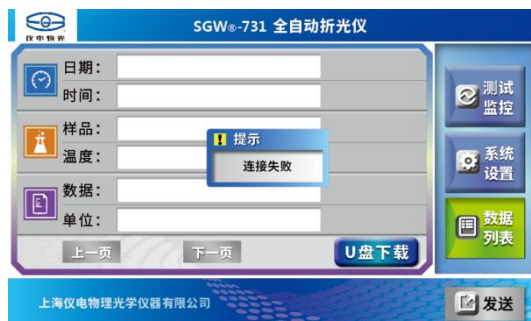 仪电物光
SGW®-731 全自动折光仪
日期:
时间:
样品:
温度:
数据:
单位:
提示
连接失败
上一页
下一页
U盘下载
测试
监控
系统
设置
数据
列表
上海仪电物理光学仪器有限公司
发送